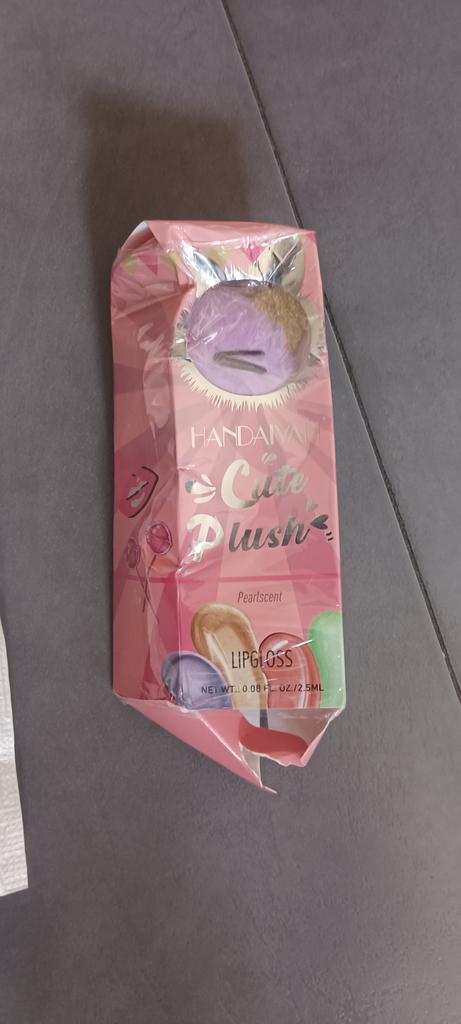 HANDAIYAN
Cute
Plush
Pearlscent
LIPGLOSS
NET WT.: 0.08 FL. OZ./2.5ML